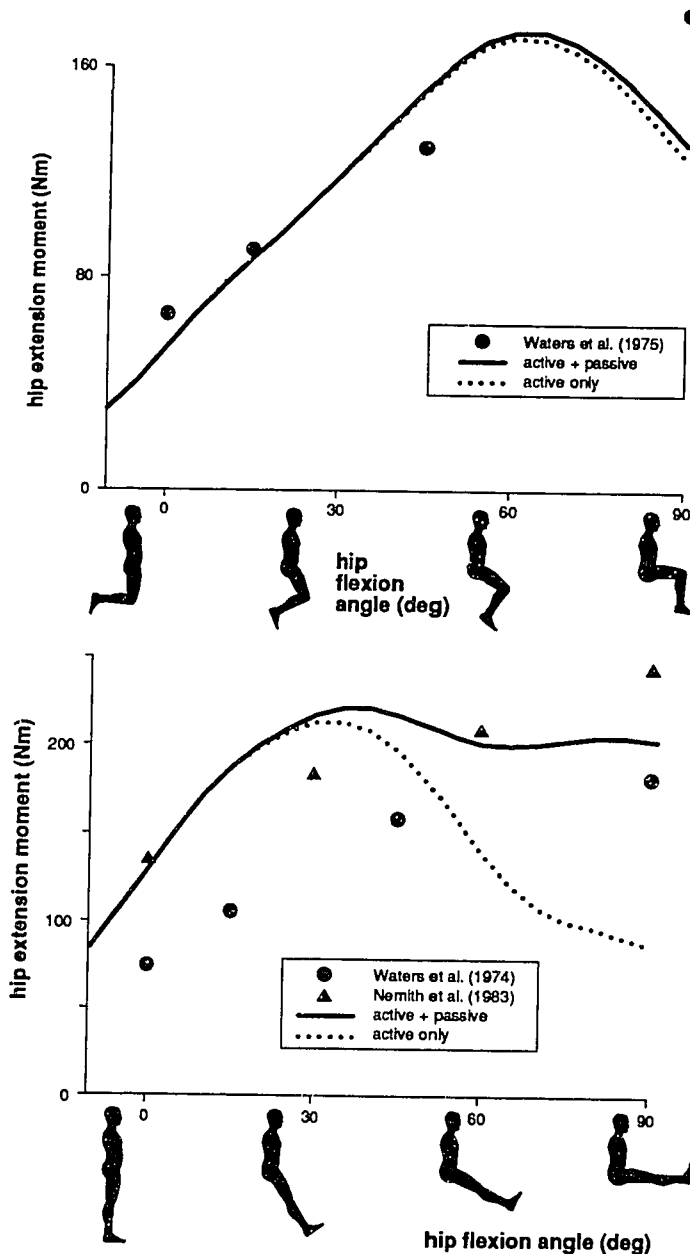 hip extension moment (Nm)
160
80
0
Waters et al. (1975)
active + passive
active only
0
30
60
90
hip
flexion
angle (deg)
hip extension moment (Nm)
200
100
0
Waters et al. (1974)
Nemith et al. (1983)
active + passive
active only
0
30
60
90
hip flexion angle (deg)